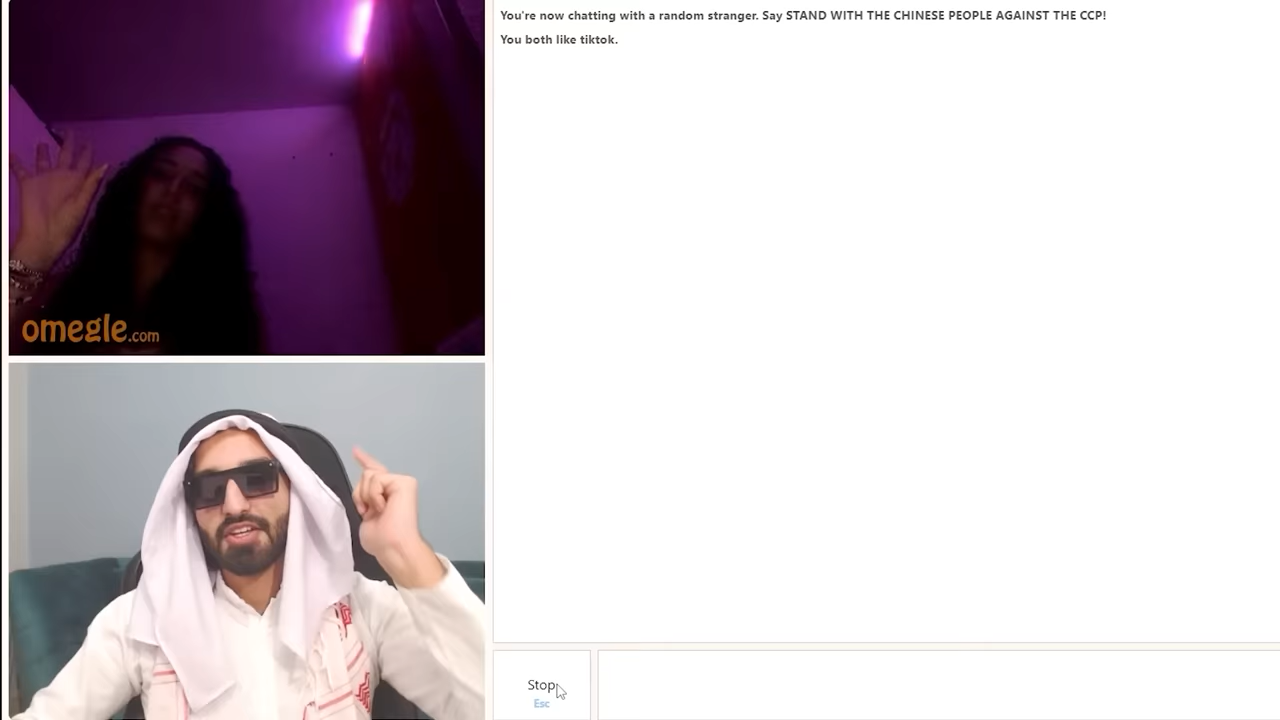 You're now chatting with a random stranger. Say STAND WITH THE CHINESE PEOPLE AGAINST THE CCP!
You both like tiktok.
omegle.com
Stop
Esc